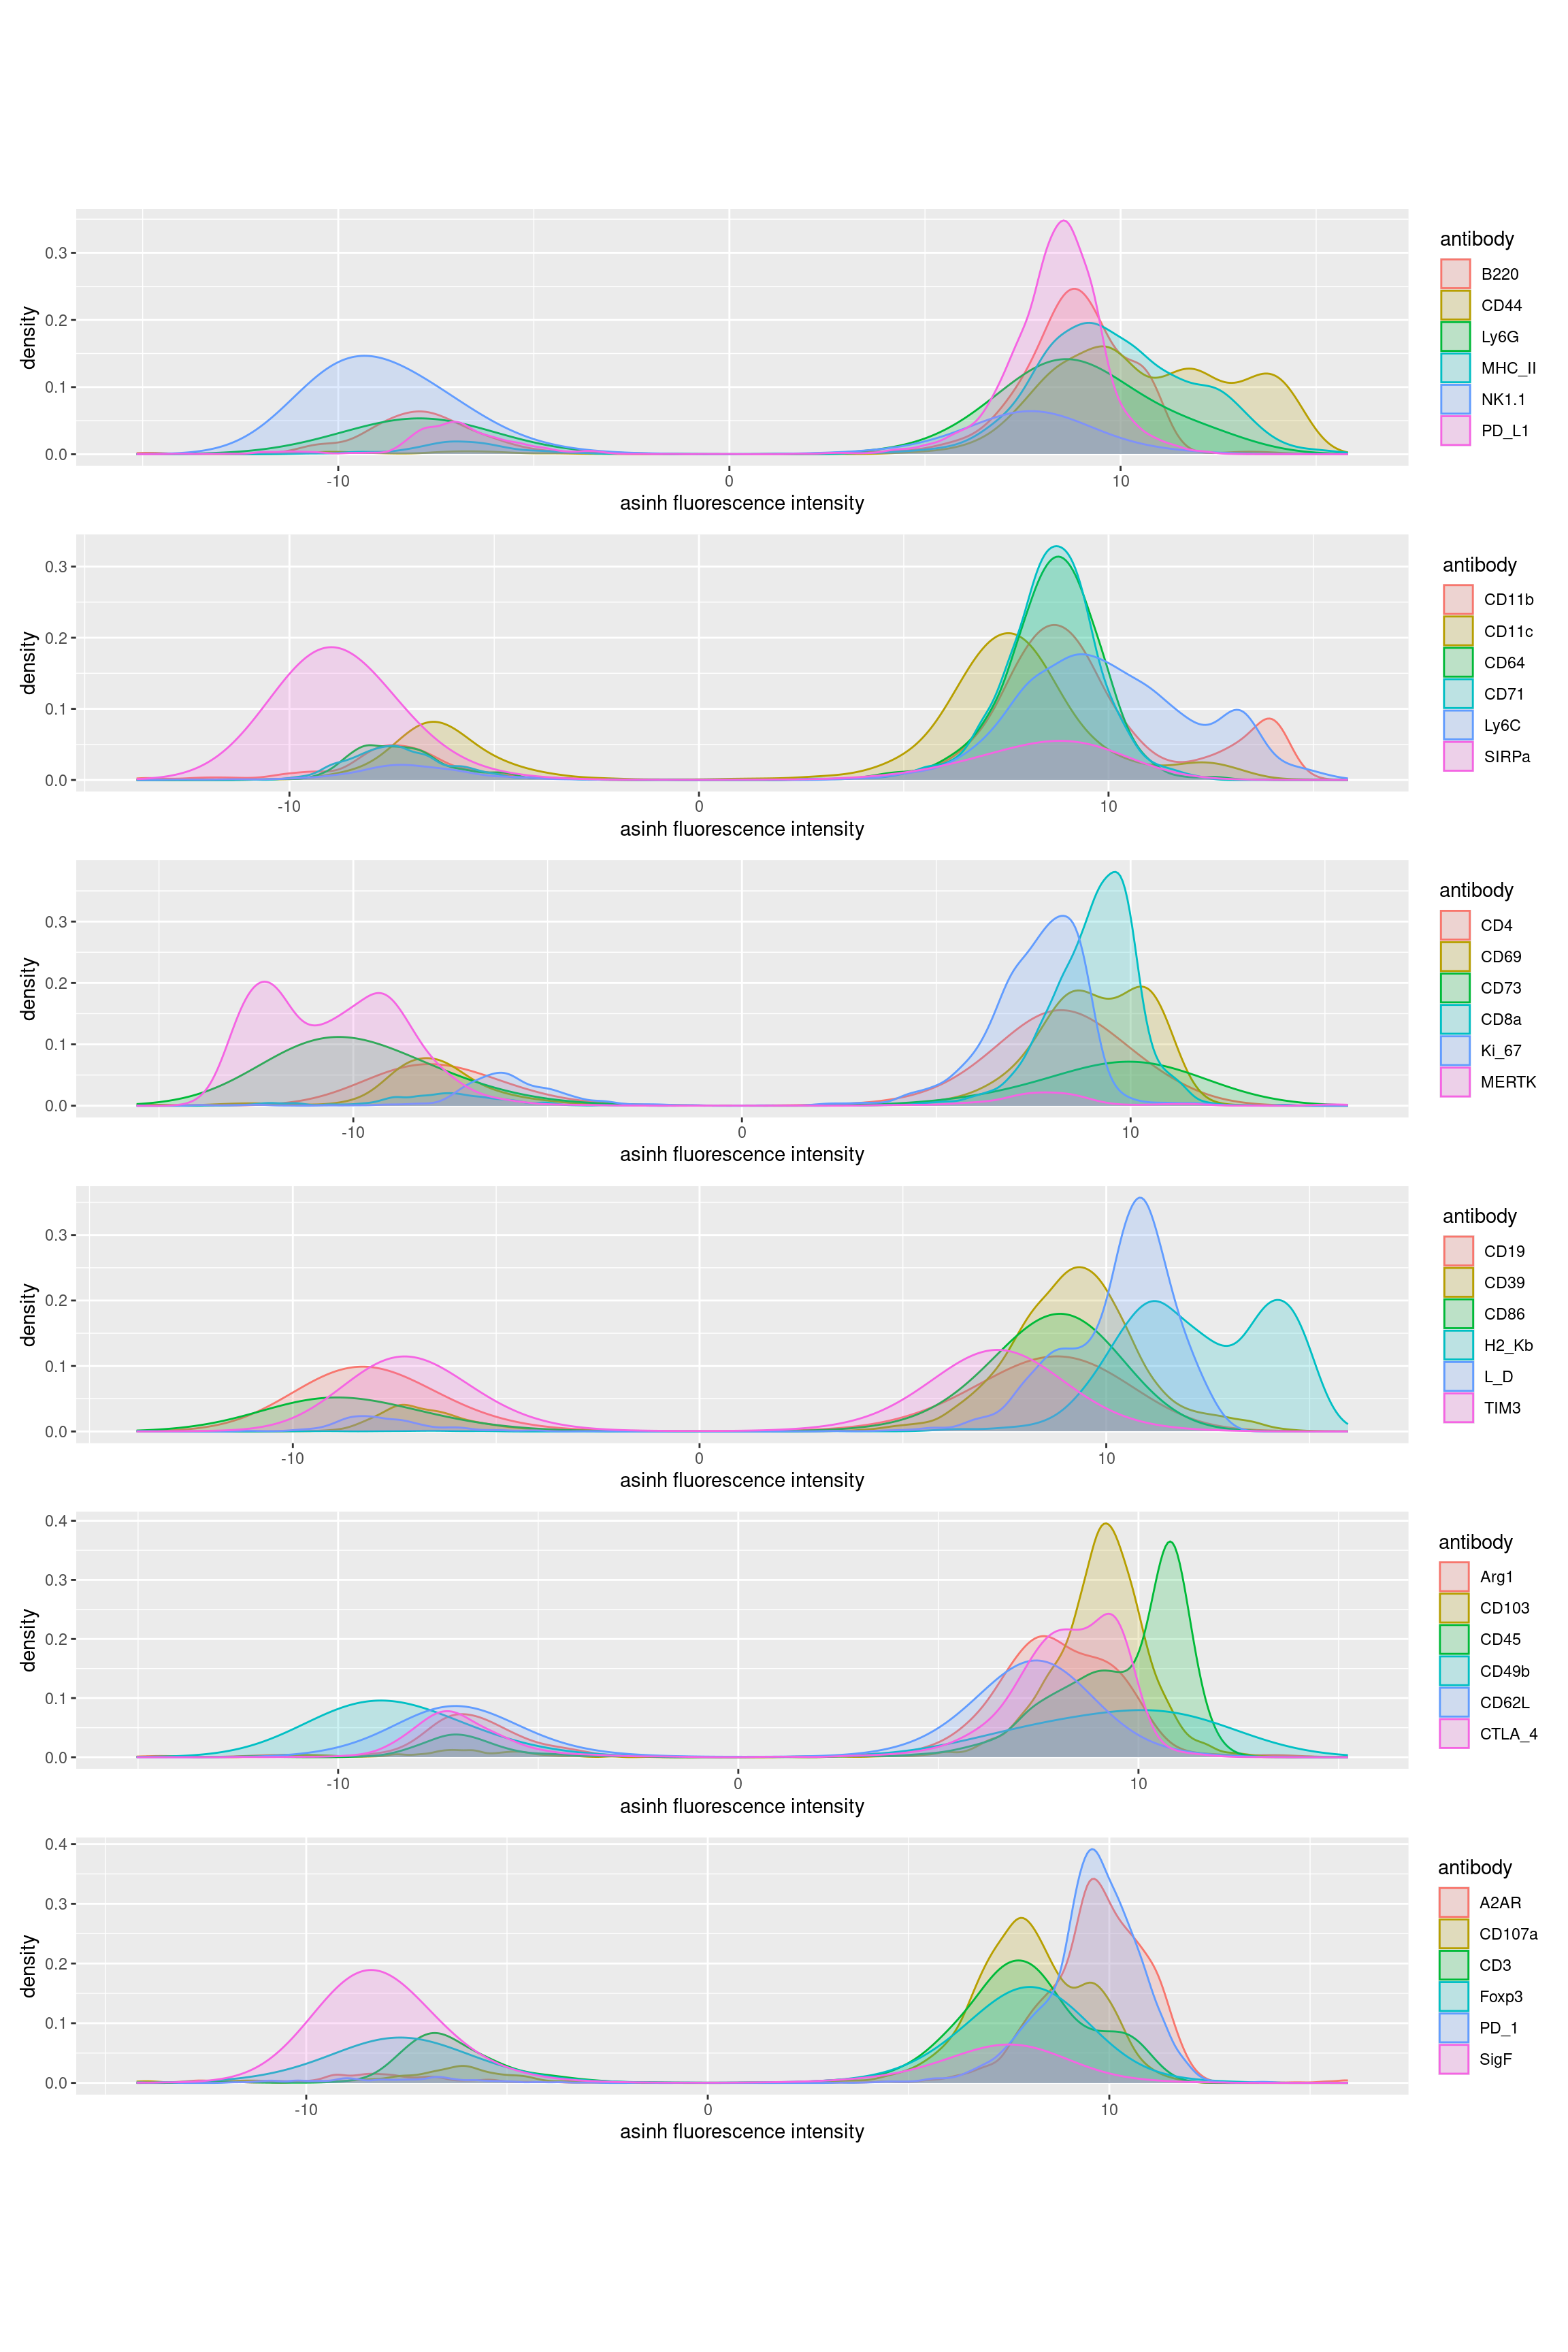 antibody
0.3
B220
CD44
0.2
Ly6G
density
MHC_II
0.1
NK1.1
PD_L1
0.0
-10 0 10
asinh fluorescence intensity
antibody
0.3
CD11b
CD11c
0.2
CD64
density
CD71
0.1
Ly6C
SIRPa
0.0
-10 0 10
asinh fluorescence intensity
antibody
0.3
CD4
CD69
0.2
CD73
density
CD8a
0.1
Ki_67
MERTK
0.0
-10 0 10
asinh fluorescence intensity
antibody
0.3
CD19
CD39
0.2
CD86
density
H2_Kb
0.1
L_D
TIM3
0.0
-10 0 10
asinh fluorescence intensity
0.4
antibody
0.3
Arg1
CD103
0.2
CD45
density
CD49b
0.1
CD62L
CTLA_4
0.0
-10 0 10
asinh fluorescence intensity
0.4
antibody
0.3
A2AR
CD107a
0.2
CD3
density
Foxp3
0.1
PD_1
SigF
0.0
-10 0 10
asinh fluorescence intensity